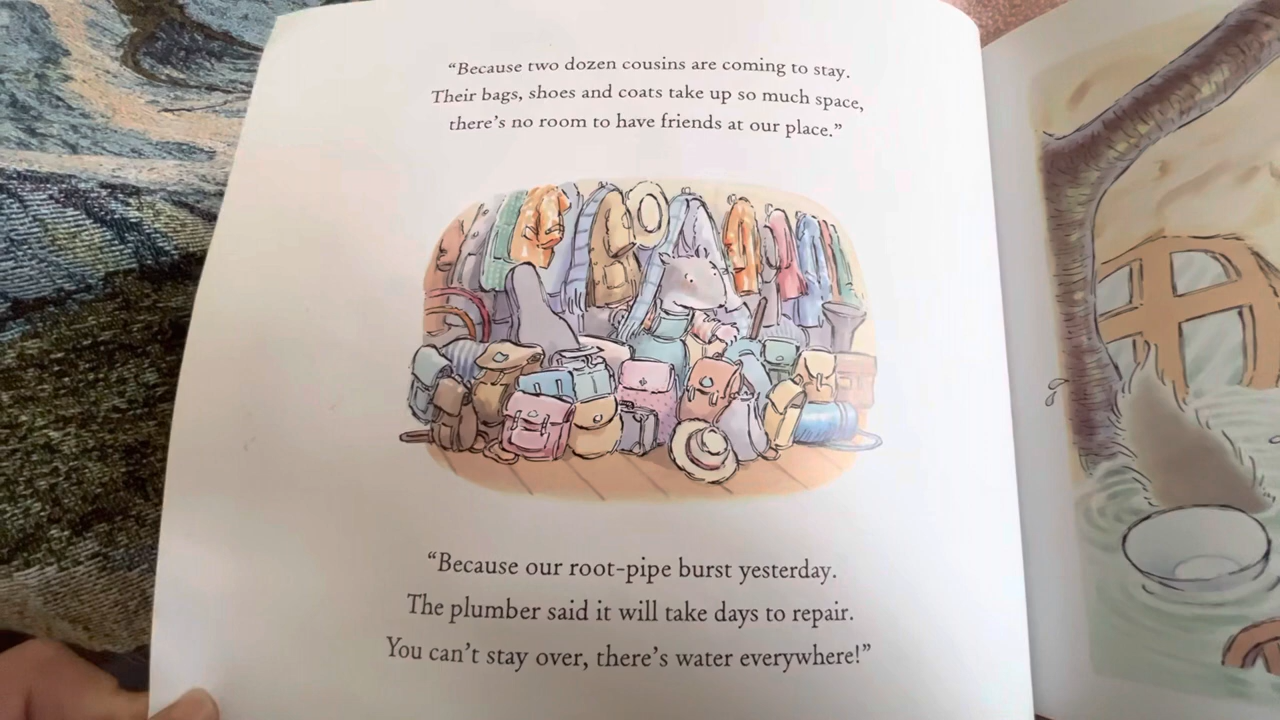 “Because two dozen cousins are coming to stay.
Their bags, shoes and coats take up so much space,
there’s no room to have friends at our place.”
“Because our root-pipe burst yesterday.
The plumber said it will take days to repair.
You can’t stay over, there’s water everywhere!”